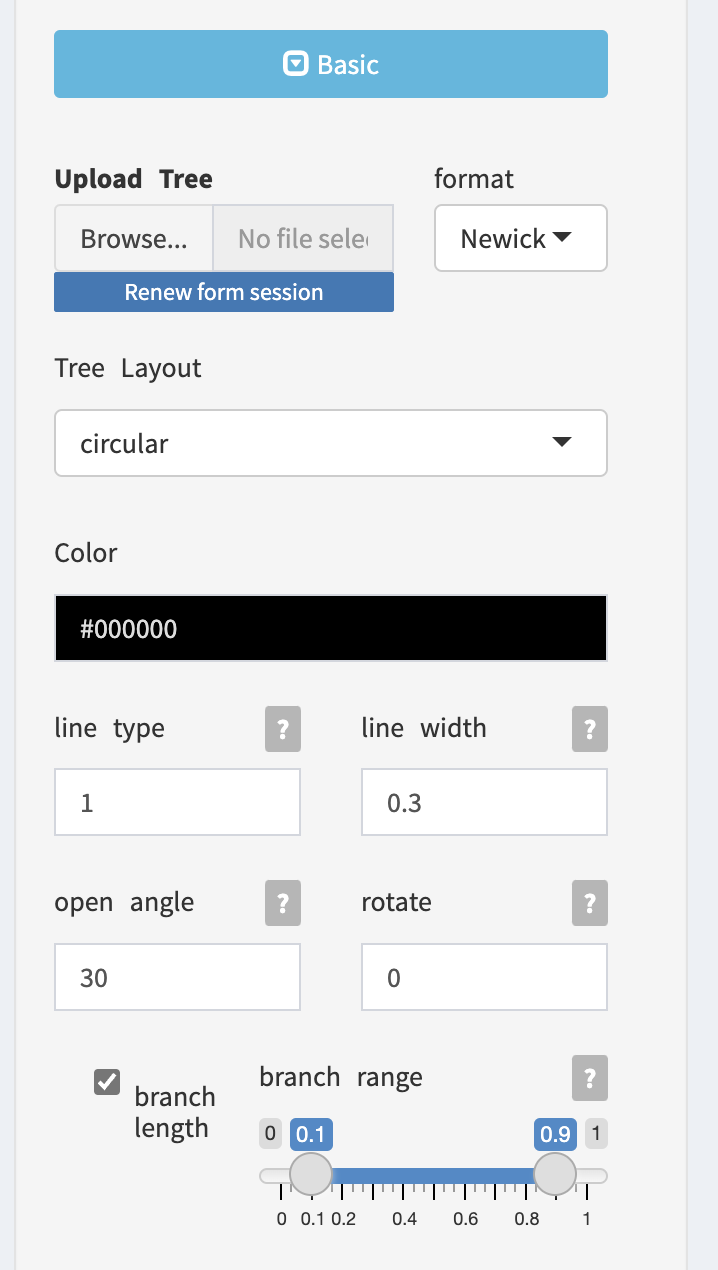 Basic
Upload Tree format
Browse... No file sele Newick
Renew form session
Tree Layout
circular
Color
#000000
line type ? line width ?
1 0.3
open angle ? rotate ?
30 0
branch length
branch range ?
0 0.1 0.9 1
0 0.1 0.2 0.4 0.6 0.8 1